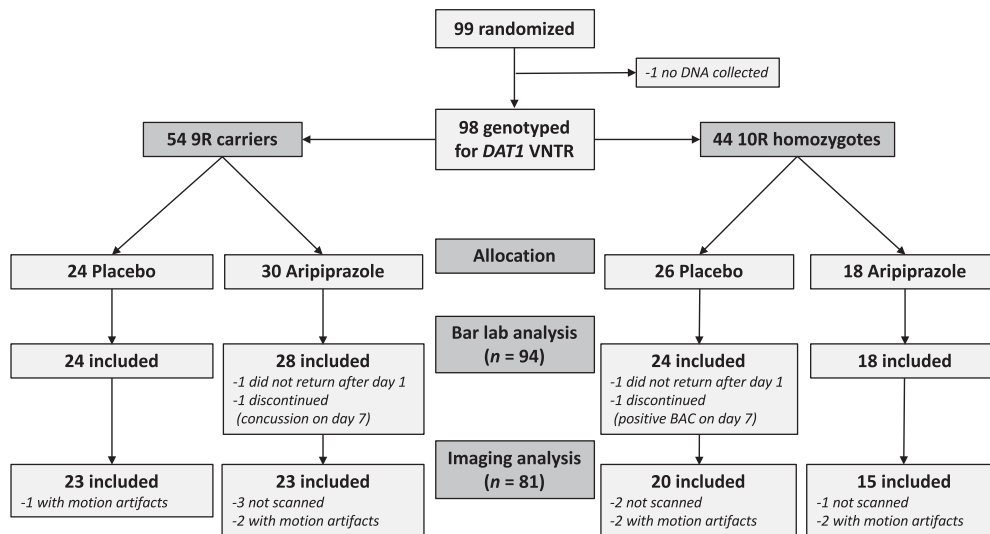 99 randomized
-1 no DNA collected
98 genotyped
for DAT1 VNTR
54 9R carriers
44 10R homozygotes
24 Placebo
30 Aripiprazole
Allocation
26 Placebo
18 Aripiprazole
Bar lab analysis
(n = 94)
24 included
28 included
-1 did not return after day 1
-1 discontinued
(concussion on day 7)
24 included
-1 did not return after day 1
-1 discontinued
(positive BAC on day 7)
18 included
Imaging analysis
(n = 81)
23 included
-1 with motion artifacts
23 included
-3 not scanned
-2 with motion artifacts
20 included
-2 not scanned
-2 with motion artifacts
15 included
-1 not scanned
-2 with motion artifacts